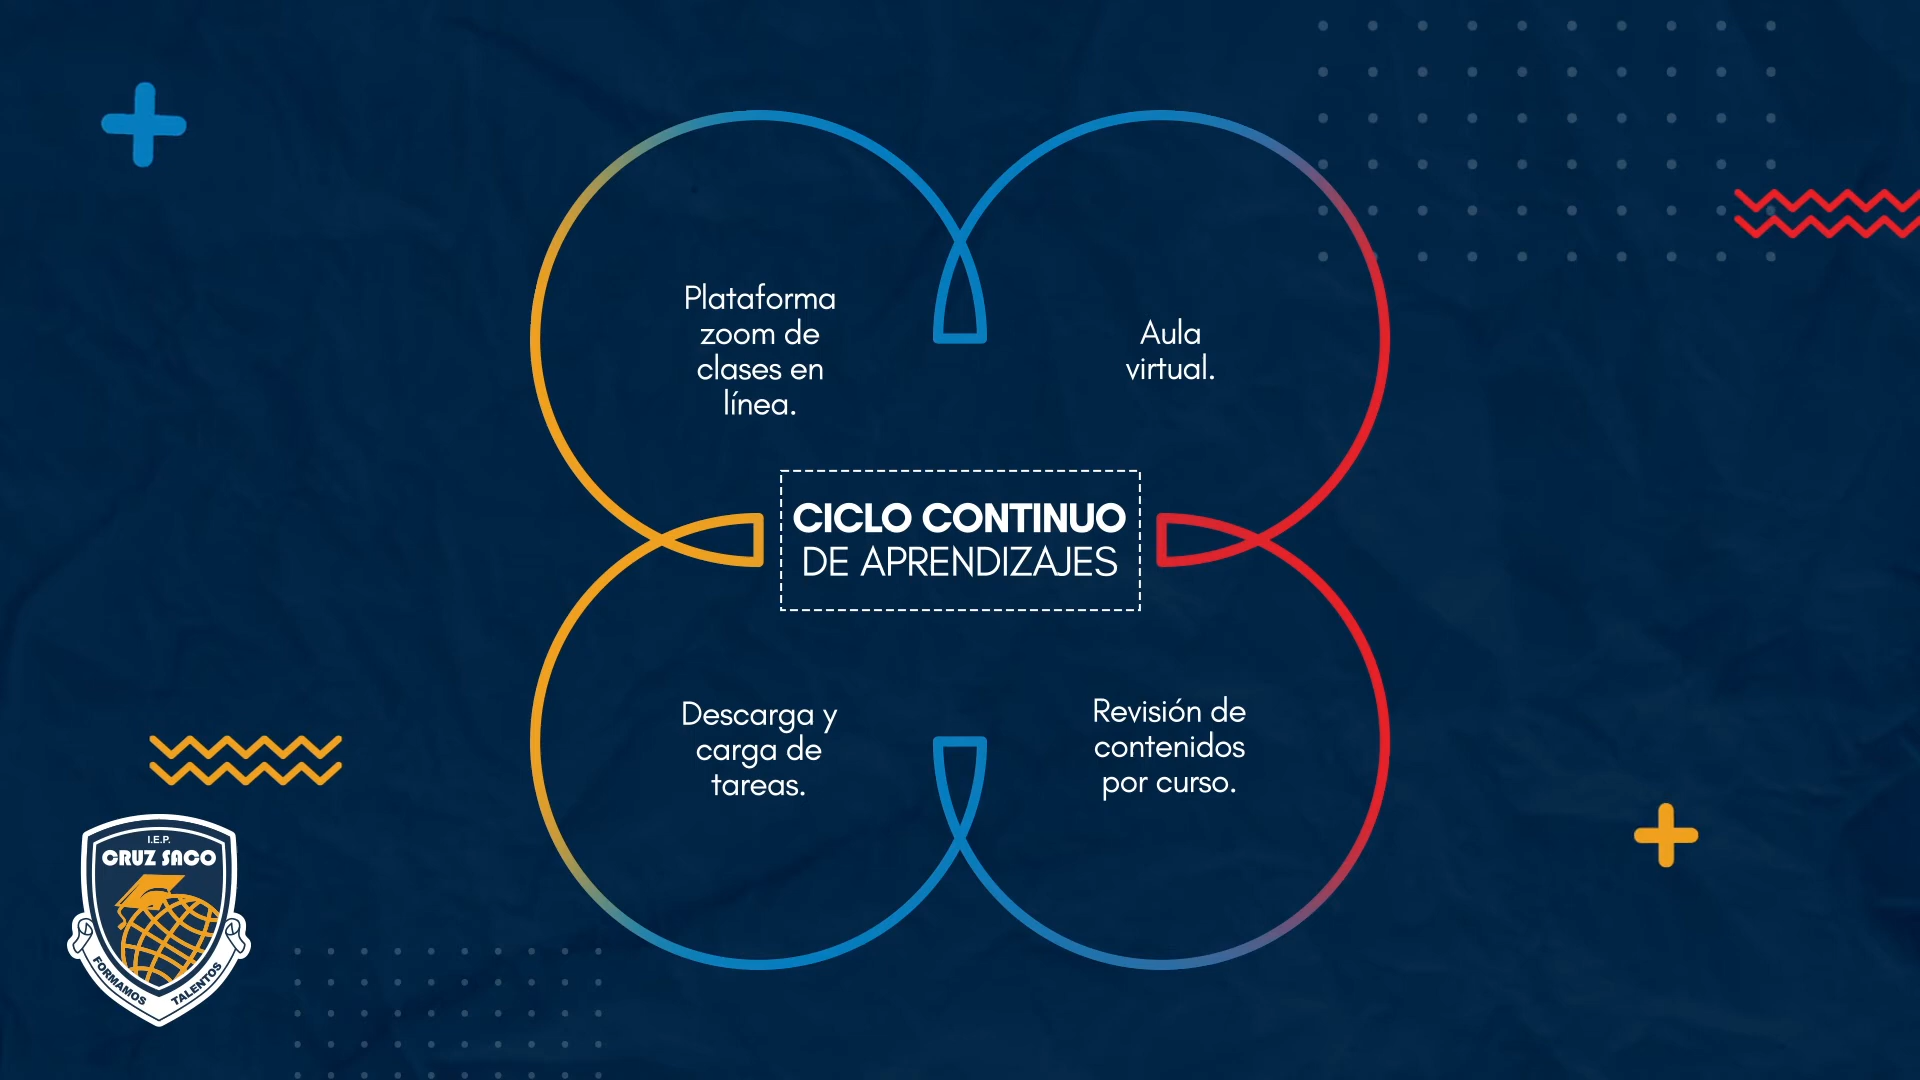 Plataforma
zoom de
clases en
línea.
Aula
virtual.
CICLO CONTINUO
DE APRENDIZAJES
Descarga y
carga de
tareas.
Revisión de
contenidos
por curso.
I.E.P.
CRUZ SACO
FORMAMOS TALENTOS